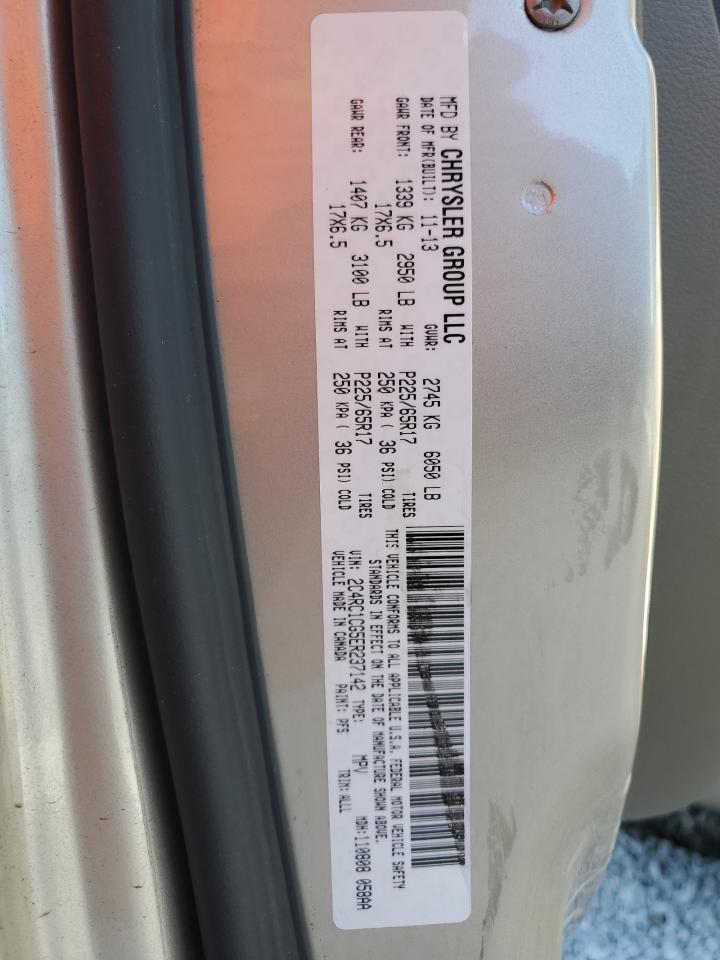 MFD BY CHRYSLER GROUP LLC
DATE OF MFR(BUILT): 11-13 GVWR: 2745 KG 6050 LB
GAWR FRONT: 1339 KG 2950 LB WITH P225/65R17 TIRES
17X6.5 RIMS AT 250 KPA ( 36 PSI) COLD
GAWR REAR: 1407 KG 3100 LB WITH P225/65R17 TIRES
17X6.5 RIMS AT 250 KPA ( 36 PSI) COLD
THIS VEHICLE CONFORMS TO ALL APPLICABLE U.S.A. FEDERAL MOTOR VEHICLE SAFETY
STANDARDS IN EFFECT ON THE DATE OF MANUFACTURE SHOWN ABOVE.
VIN: 2C4RC1CG5ER237142 TYPE: MPV MDH:110808 058AA
VEHICLE MADE IN CANADA PAINT: PFS TRIM: ALLL